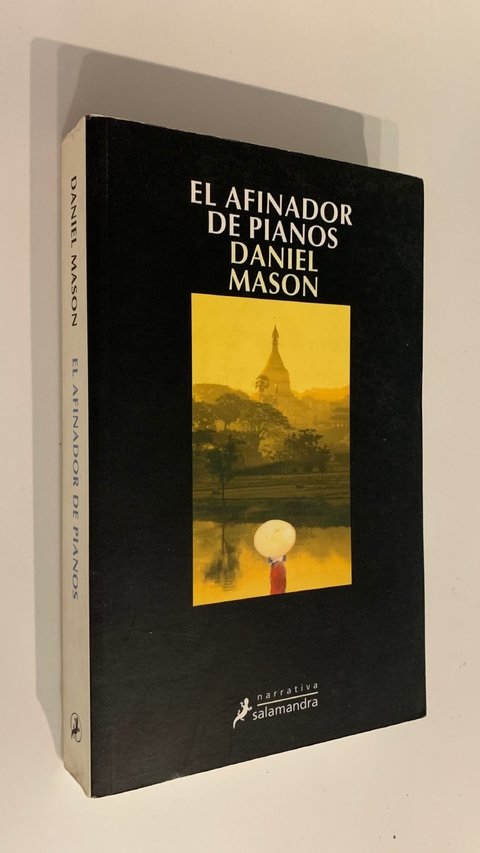 EL AFINADOR
DE PIANOS
DANIEL
MASON
narrativa
salamandra
DANIEL MASON
EL AFINADOR DE PIANOS